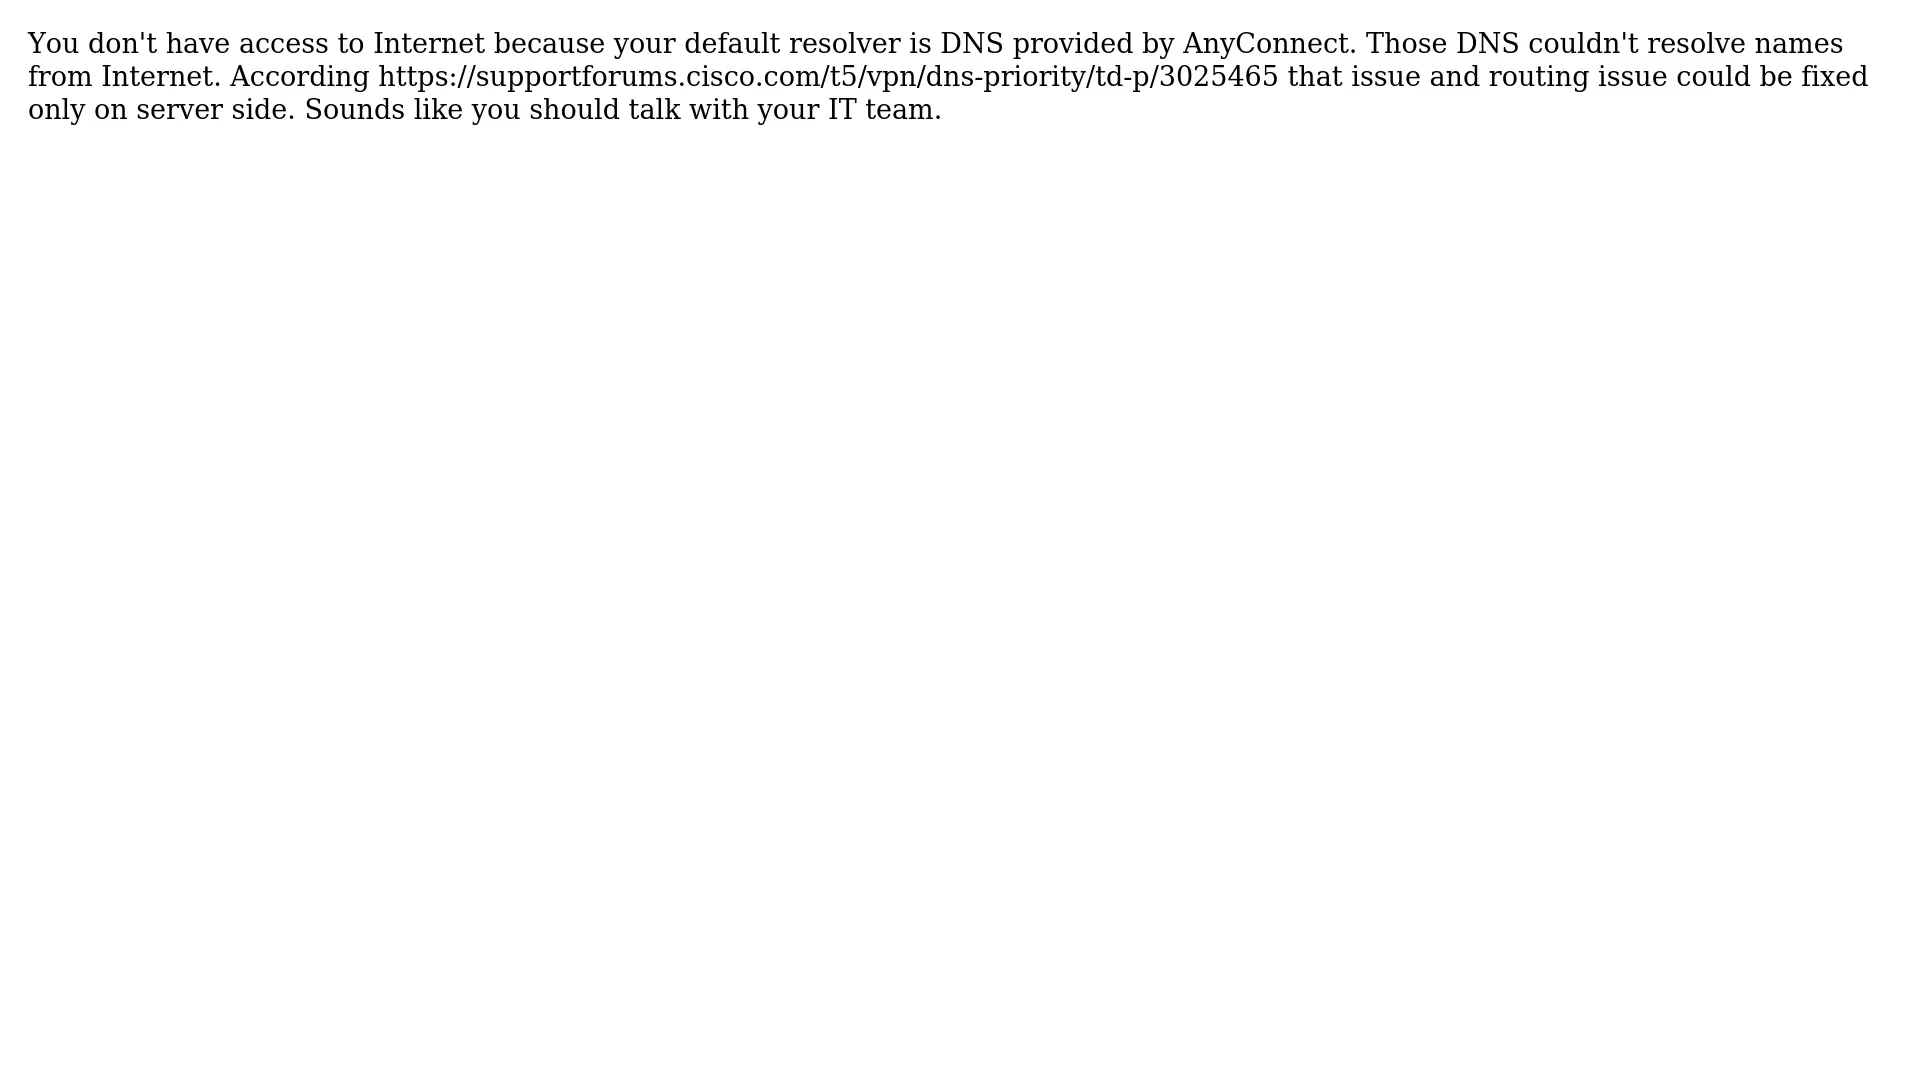 You don't have access to Internet because your default resolver is DNS provided by AnyConnect. Those DNS couldn't resolve names
from Internet. According https://supportforums.cisco.com/t5/vpn/dns-priority/td-p/3025465 that issue and routing issue could be fixed
only on server side. Sounds like you should talk with your IT team.